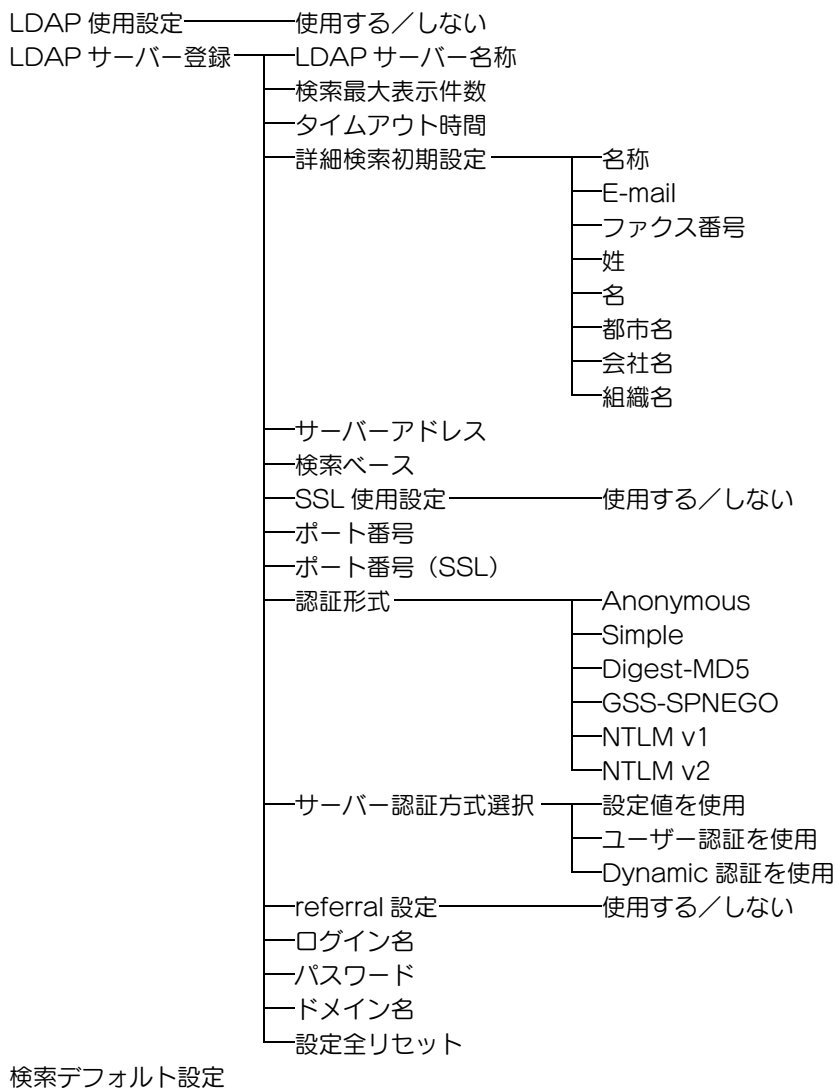 LDAP 使用設定 使用する／しない
LDAP サーバー登録 LDAP サーバー名称
検索最大表示件数
タイムアウト時間
詳細検索初期設定 名称
E-mail
ファクス番号
姓
名
都市名
会社名
組織名
サーバーアドレス
検索ベース
SSL 使用設定 使用する／しない
ポート番号
ポート番号（SSL）
認証形式 Anonymous
Simple
Digest-MD5
GSS-SPNEGO
NTLM v1
NTLM v2
サーバー認証方式選択 設定値を使用
ユーザー認証を使用
Dynamic 認証を使用
referral 設定 使用する／しない
ログイン名
パスワード
ドメイン名
設定全リセット
検索デフォルト設定